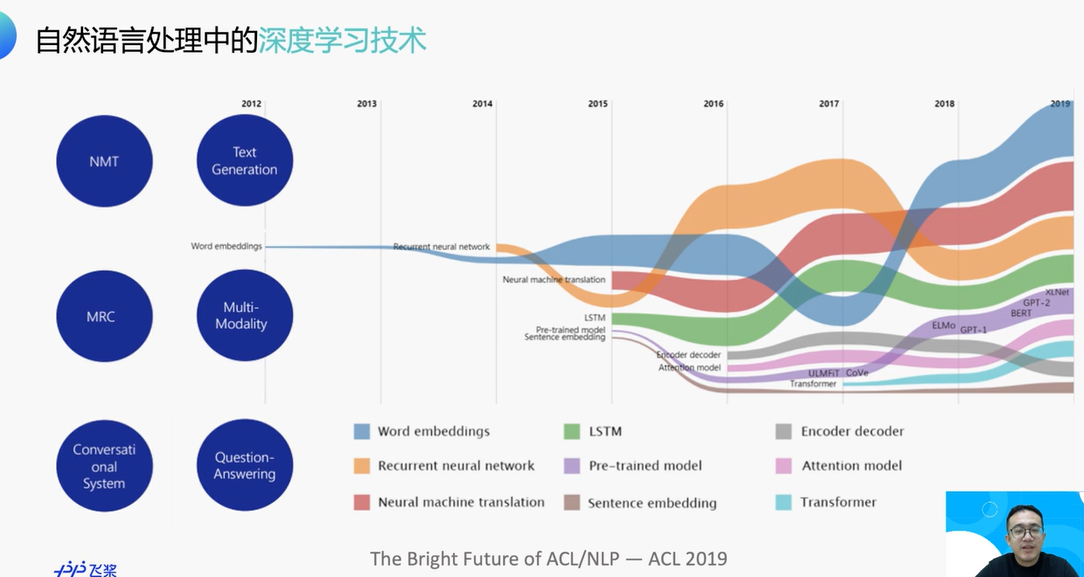 自然语言处理中的深度学习技术
2012
2013
2014
2015
2016
2017
2018
2019
NMT
Text
Generation
Word embeddings
Recurrent neural network
Neural machine translation
MRC
Multi-
Modality
LSTM
Pre-trained model
Sentence embedding
Encoder decoder
Attention model
ULMFiT
CoVe
Transformer
ELMo
GPT-1
BERT
GPT-2
XLNet
Conversati
onal
System
Question-
Answering
Word embeddings
LSTM
Encoder decoder
Recurrent neural network
Pre-trained model
Attention model
Neural machine translation
Sentence embedding
Transformer
The Bright Future of ACL/NLP — ACL 2019
飞桨